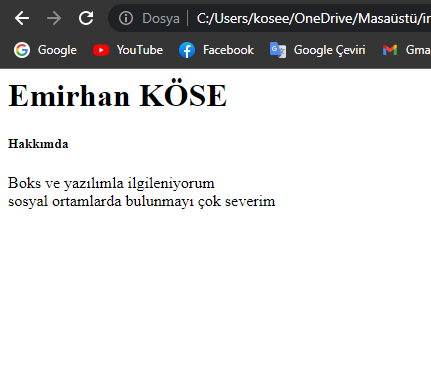 Dosya
C:/Users/kosee/OneDrive/Masaüstü/
Google
YouTube
Facebook
Google Çeviri
Gma
Emirhan KÖSE
Hakkımda
Boks ve yazılımla ilgileniyorum
sosyal ortamlarda bulunmayı çok severim